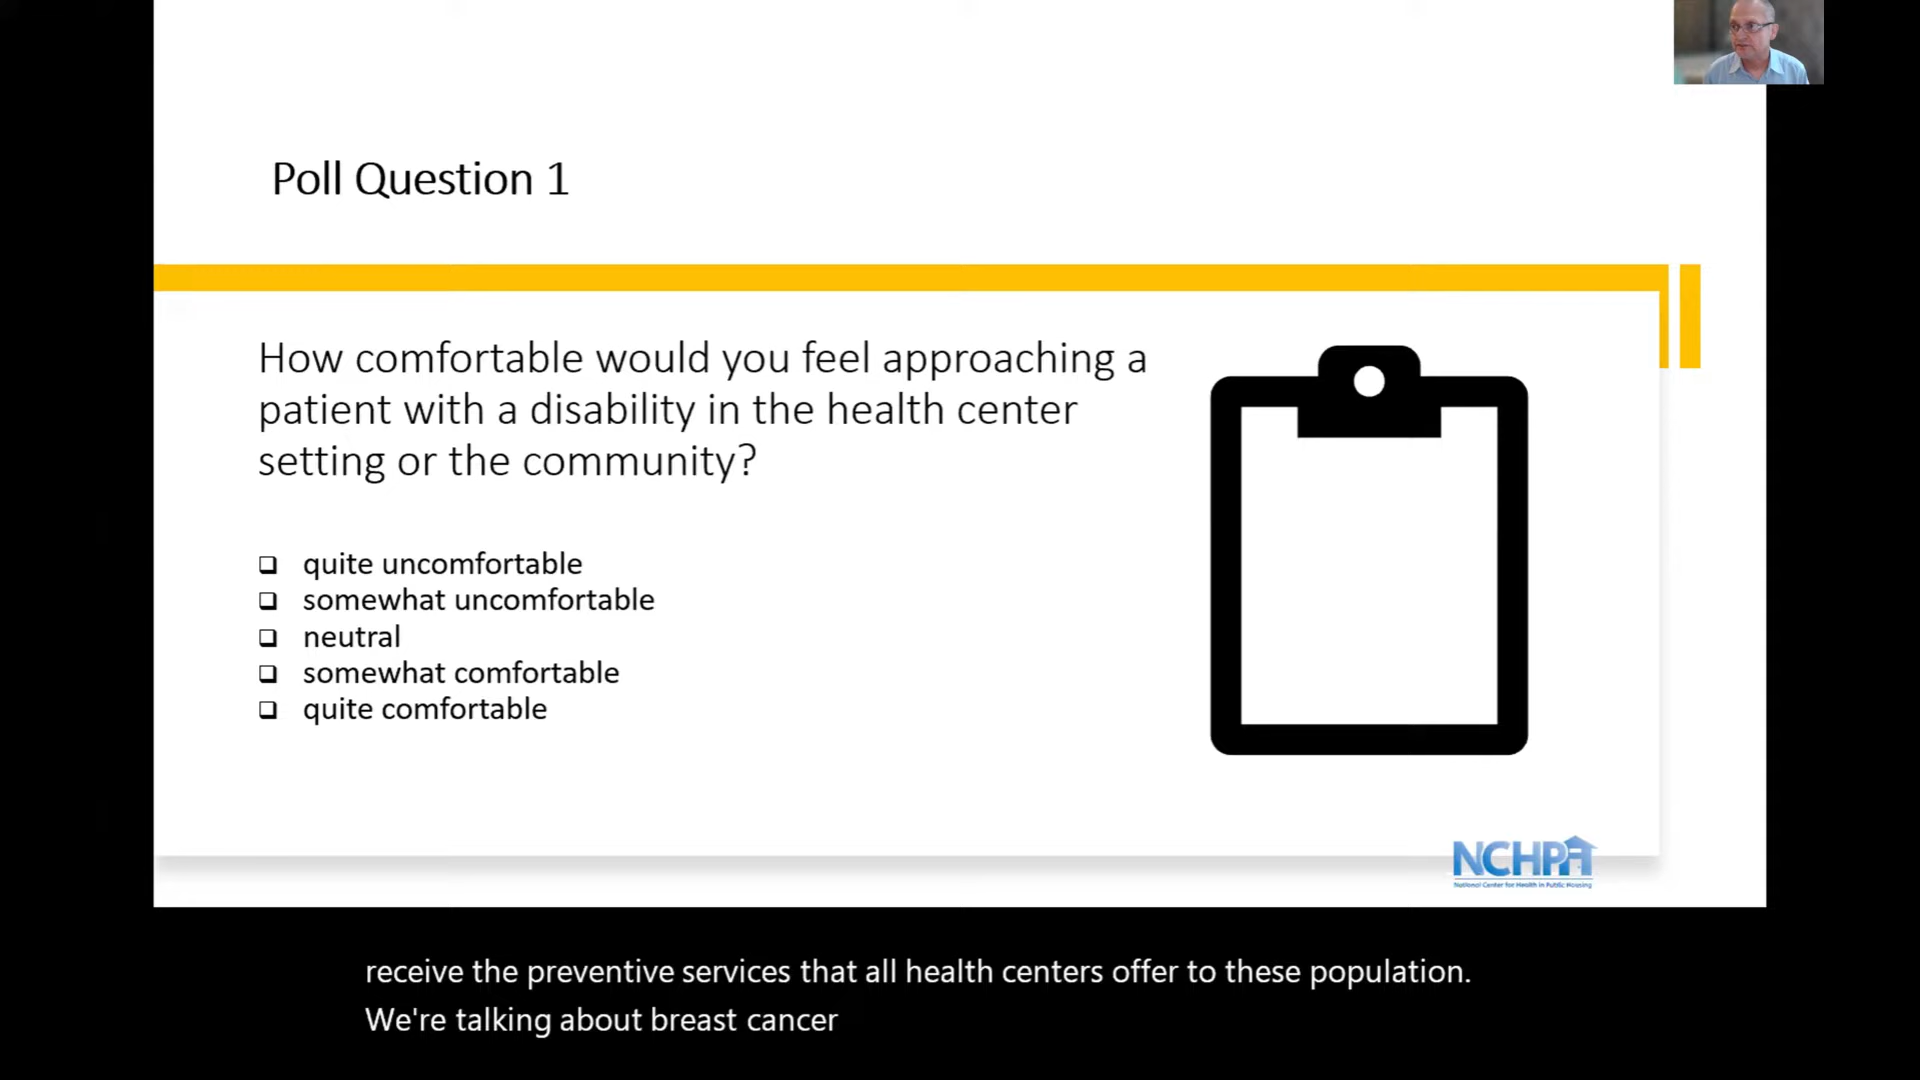 Poll Question 1
How comfortable would you feel approaching a
patient with a disability in the health center
setting or the community?
quite uncomfortable
somewhat uncomfortable
neutral
somewhat comfortable
quite comfortable
NCHPH
National Center for Health in Public Housing
receive the preventive services that all health centers offer to these population.
We're talking about breast cancer